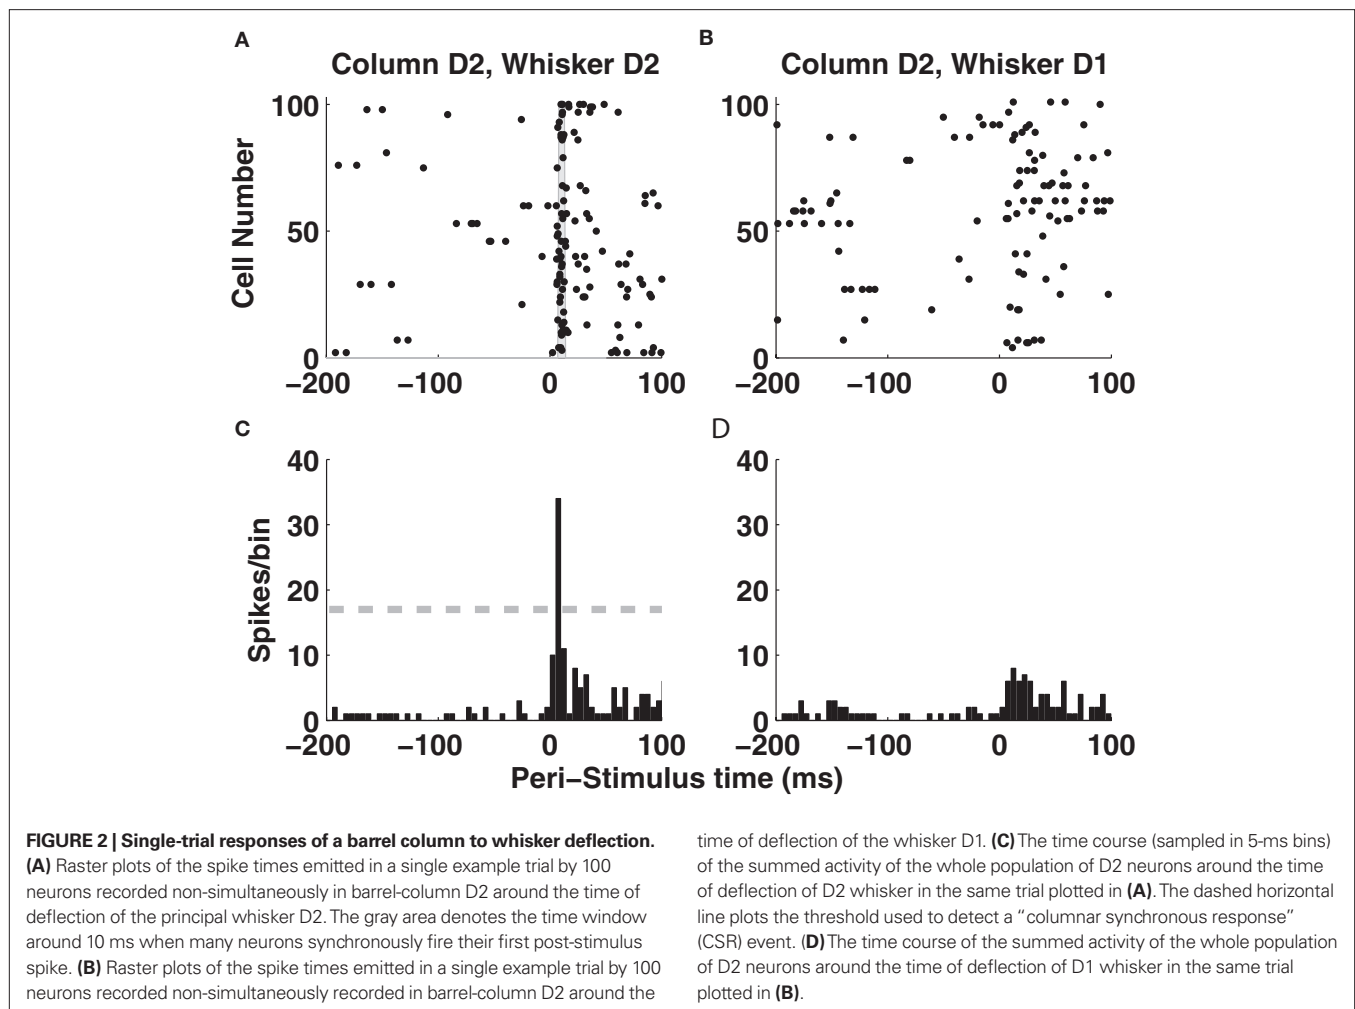 A
B
Column D2, Whisker D2
Column D2, Whisker D1
Cell Number
100
50
0
−200
−100
0
100
100
50
0
−200
−100
0
100
C
D
Spikes/bin
40
30
20
10
0
−200
−100
0
100
40
30
20
10
0
−200
−100
0
100
Peri−Stimulus time (ms)
FIGURE 2 | Single-trial responses of a barrel column to whisker deflection.
(A) Raster plots of the spike times emitted in a single example trial by 100
neurons recorded non-simultaneously in barrel-column D2 around the time of
deflection of the principal whisker D2. The gray area denotes the time window
around 10 ms when many neurons synchronously fire their first post-stimulus
spike. (B) Raster plots of the spike times emitted in a single example trial by 100
neurons recorded non-simultaneously recorded in barrel-column D2 around the
time of deflection of the whisker D1. (C) The time course (sampled in 5-ms bins)
of the summed activity of the whole population of D2 neurons around the time
of deflection of D2 whisker in the same trial plotted in (A). The dashed horizontal
line plots the threshold used to detect a “columnar synchronous response”
(CSR) event. (D) The time course of the summed activity of the whole population
of D2 neurons around the time of deflection of D1 whisker in the same trial
plotted in (B).